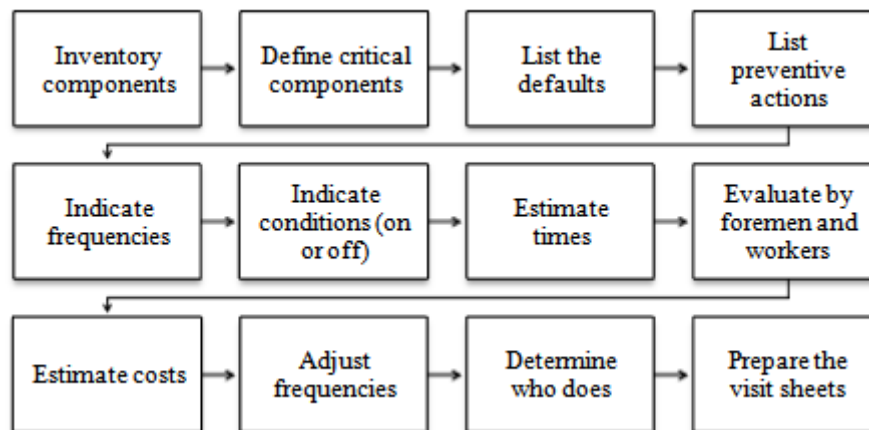 Inventory
components
Define critical
components
List the
defaults
List
preventive
actions
Indicate
frequencies
Indicate
conditions (on
or off)
Estimate
times
Evaluate by
foremen and
workers
Estimate costs
Adjust
frequencies
Determine
who does
Prepare the
visit sheets